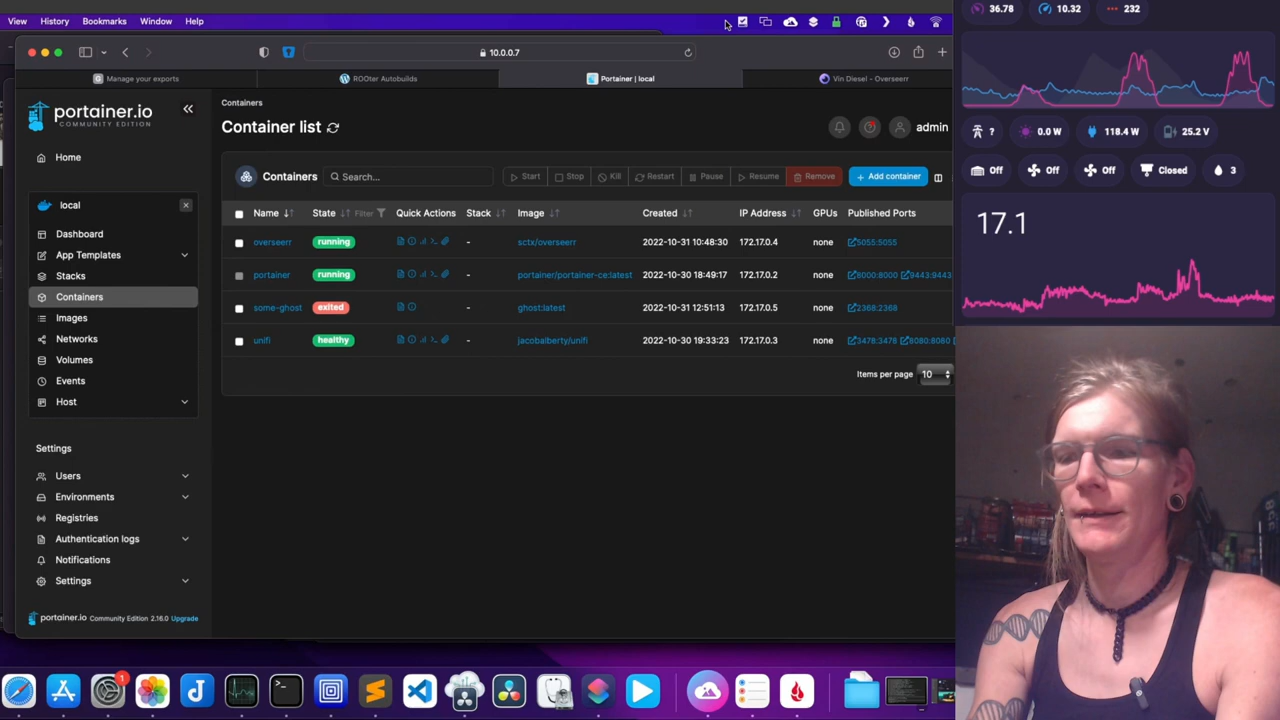 View History Bookmarks Window Help
36.78 10.32 232
10.0.0.7
G Manage your exports ROOter Autobuilds Portainer | local Vin Diesel - Overseerr
portainer.io
COMMUNITY EDITION
Home
local
Dashboard
App Templates
Stacks
Containers
Images
Networks
Volumes
Events
Host
Settings
Users
Environments
Registries
Authentication logs
Notifications
Settings
portainer.io Community Edition 2.16.0 Upgrade
Containers
Container list
admin
Containers Search... Start Stop Kill Restart Pause Resume Remove + Add container
Name State Filter Quick Actions Stack Image Created IP Address GPUs Published Ports
overseerr running - sctx/overseerr 2022-10-31 10:48:30 172.17.0.4 none 5055:5055
portainer running - portainer/portainer-ce:latest 2022-10-30 18:49:17 172.17.0.2 none 8000:8000 9443:9443
some-ghost exited - ghost:latest 2022-10-31 12:51:13 172.17.0.5 none 2368:2368
unifi healthy - jacobalberty/unifi 2022-10-30 19:33:23 172.17.0.3 none 3478:3478 8080:8080
Items per page 10
? 0.0 W 118.4 W 25.2 V
Off Off Off Closed 3
17.1
1